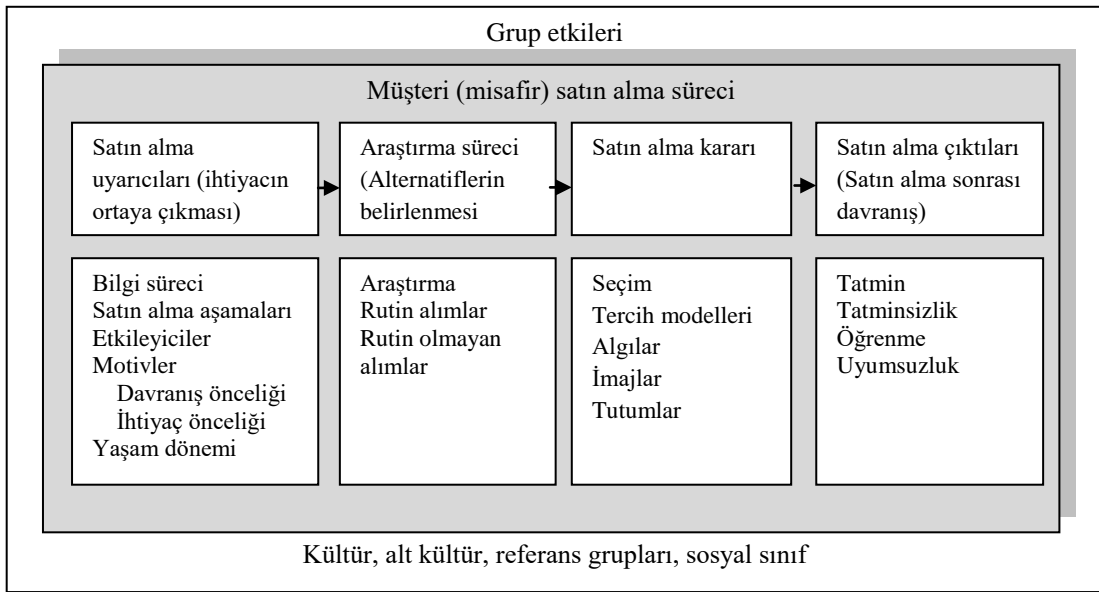 Grup etkileri
Müşteri (misafir) satın alma süreci
Satın alma
uyarıcıları (ihtiyacın
ortaya çıkması)
Araştırma süreci
(Alternatiflerin
belirlenmesi
Satın alma kararı
Satın alma çıktıları
(Satın alma sonrası
davranış)
Bilgi süreci
Satın alma aşamaları
Etkileyiciler
Motivler
Davranış önceliği
İhtiyaç önceliği
Yaşam dönemi
Araştırma
Rutin alımlar
Rutin olmayan
alımlar
Seçim
Tercih modelleri
Algılar
İmajlar
Tutumlar
Tatmin
Tatminsizlik
Öğrenme
Uyumsuzluk
Kültür, alt kültür, referans grupları, sosyal sınıf